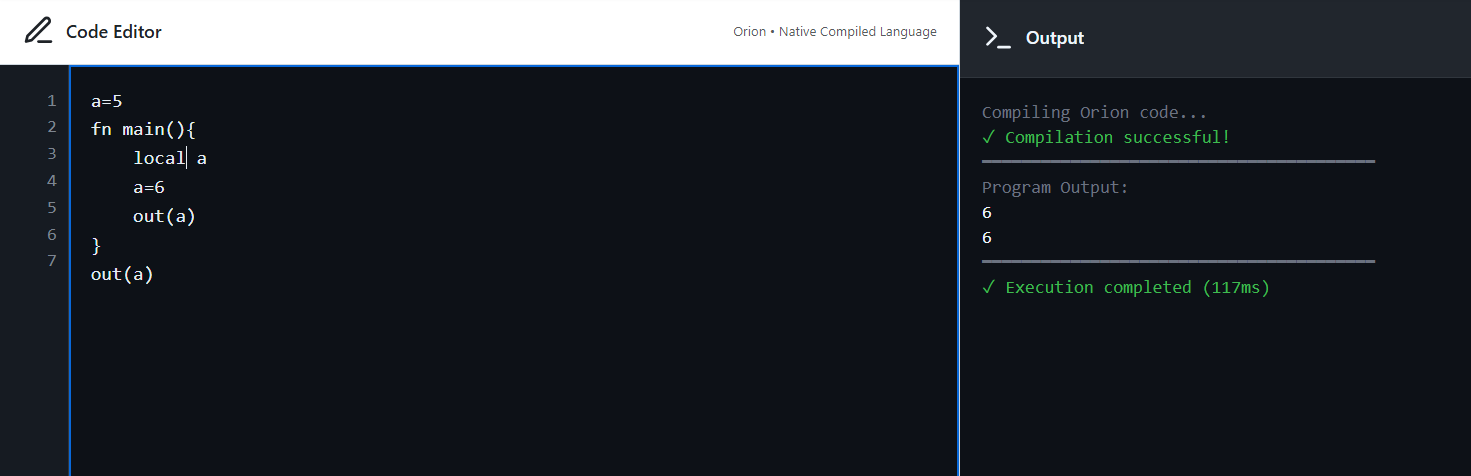 Code Editor
Orion • Native Compiled Language
1 a=5
2 fn main(){
3     local a
4     a=6
5     out(a)
6 }
7 out(a)
Output
Compiling Orion code...
✓ Compilation successful!
Program Output:
6
6
✓ Execution completed (117ms)